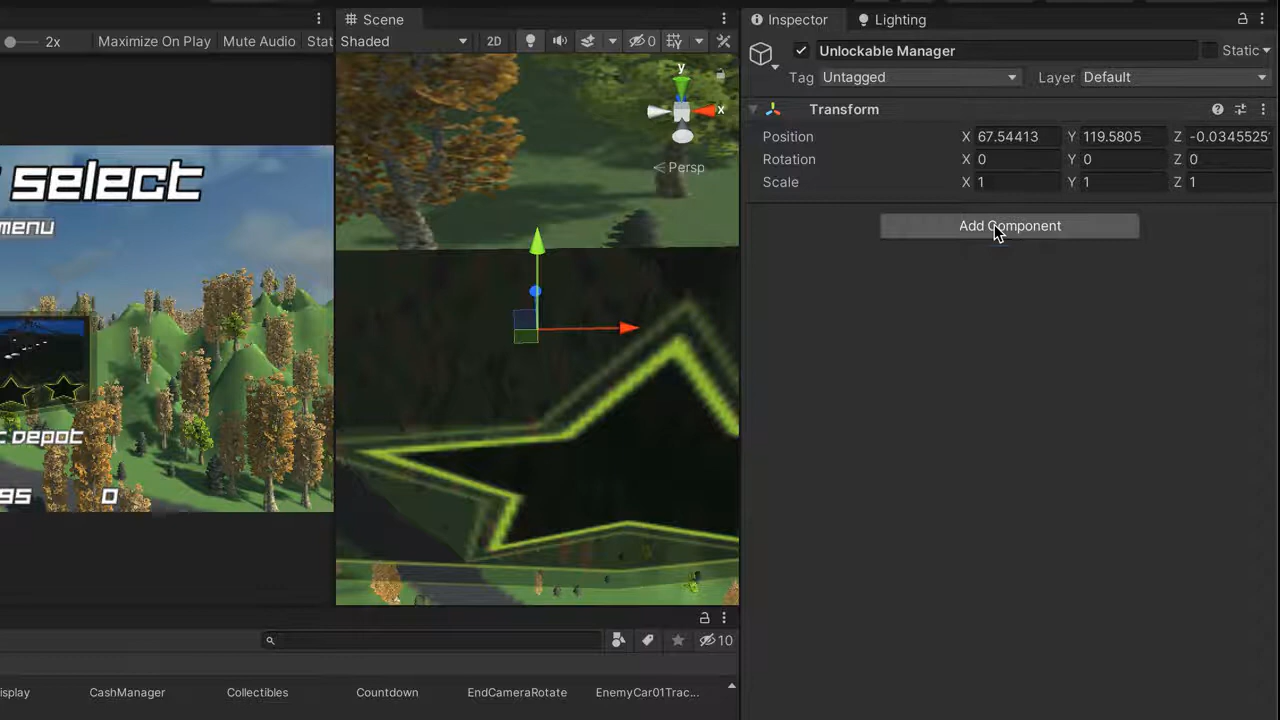 Scene
Inspector
Lighting
2x
Maximize On Play
Mute Audio
Stat
Shaded
2D
0
Unlockable Manager
Static
Tag
Untagged
Layer
Default
Transform
Position
X
67.54413
Y
119.5805
Z
-0.0345525
Rotation
X
0
Y
0
Z
0
Scale
X
1
Y
1
Z
1
Add Component
y
x
Persp
select
menu
DEPOT
95
0
10
isplay
CashManager
Collectibles
Countdown
EndCameraRotate
EnemyCar01Trac...